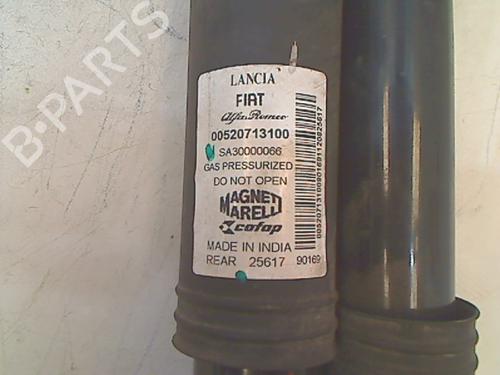 B-PARTS
LANCIA
FIAT
Alfa Romeo
00520713100
SA30000066
GAS PRESSURIZED
DO NOT OPEN
MAGNETI
MARELLI
cofap
MADE IN INDIA
REAR 25617 90169